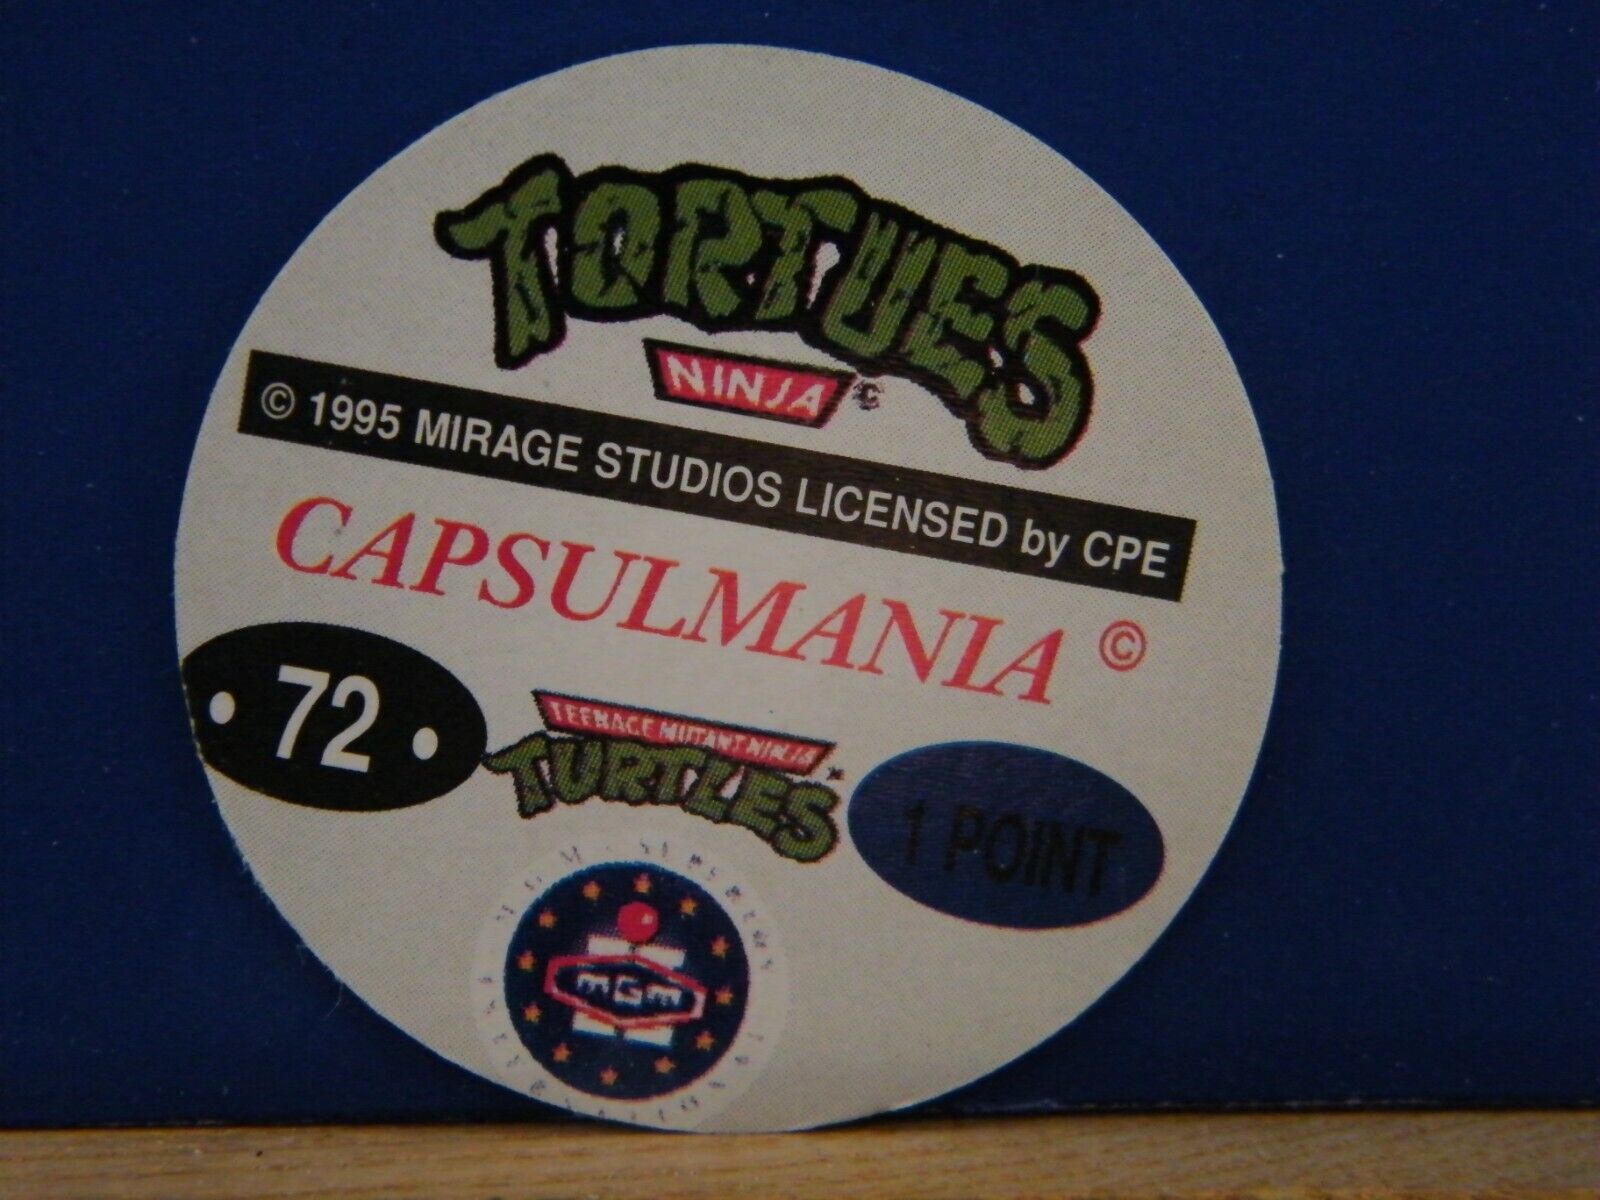 TORTUES
NINJA ©
© 1995 MIRAGE STUDIOS LICENSED by CPE
CAPSULMANIA ©
• 72 •
TEENAGE MUTANT NINJA
TURTLES
1 POINT
MGM